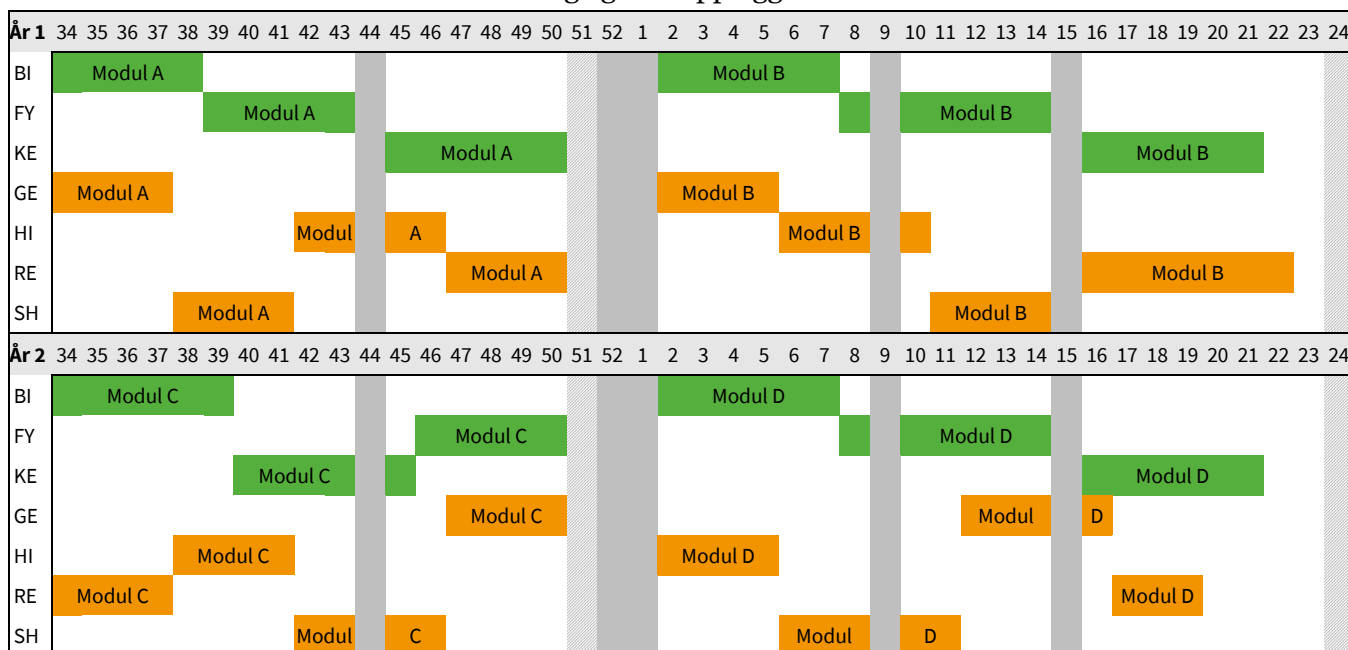 År 1 34 35 36 37 38 39 40 41 42 43 44 45 46 47 48 49 50 51 52 1 2 3 4 5 6 7 8 9 10 11 12 13 14 15 16 17 18 19 20 21 22 23 24
BI Modul A Modul B
FY Modul A Modul B
KE Modul A Modul B
GE Modul A Modul B
HI Modul A Modul B
RE Modul A Modul B
SH Modul A Modul B
År 2 34 35 36 37 38 39 40 41 42 43 44 45 46 47 48 49 50 51 52 1 2 3 4 5 6 7 8 9 10 11 12 13 14 15 16 17 18 19 20 21 22 23 24
BI Modul C Modul D
FY Modul C Modul D
KE Modul C Modul D
GE Modul C Modul D
HI Modul C Modul D
RE Modul C Modul D
SH Modul C Modul D